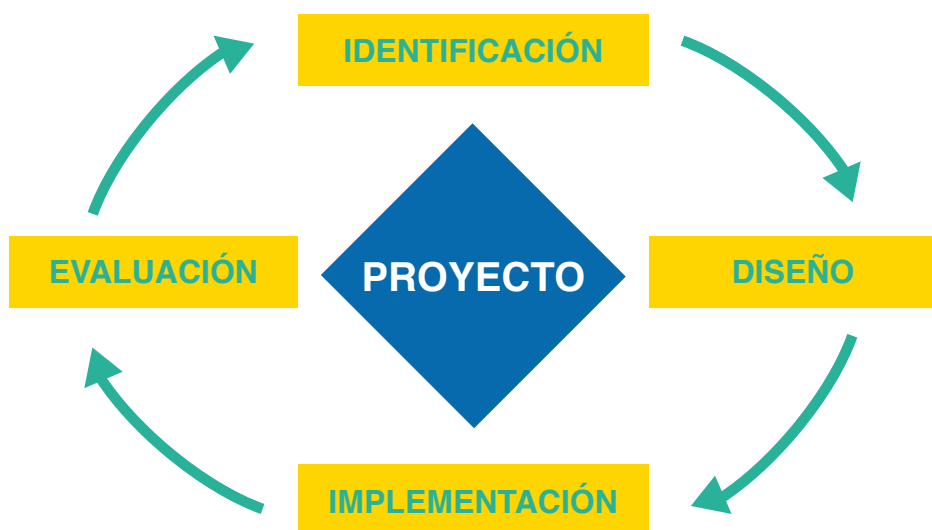 IDENTIFICACIÓN
EVALUACIÓN
PROYECTO
DISEÑO
IMPLEMENTACIÓN